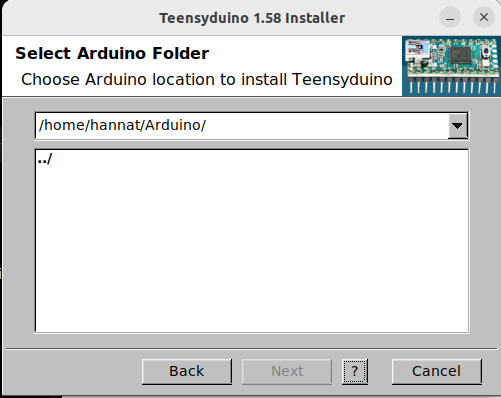 Teensyduino 1.58 Installer
Select Arduino Folder
Choose Arduino location to install Teensyduino
/home/hannat/Arduino/
../
Back
Next
?
Cancel